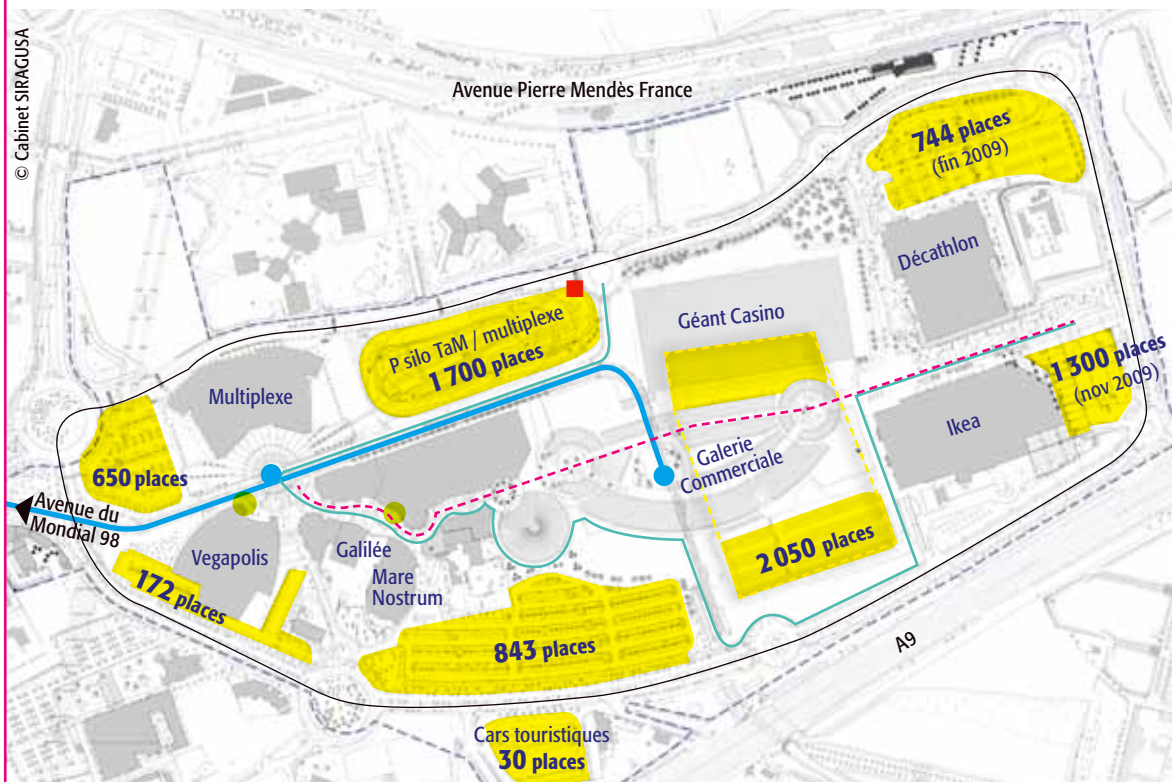 © Cabinet SIRAGUSA
Avenue Pierre Mendès France
744 places
(fin 2009)
Décathlon
Géant Casino
P silo TaM / multiplexe
1 700 places
1 300 places
(nov 2009)
Multiplexe
Ikea
Galerie
Commerciale
650 places
Avenue du
Mondial 98
Vegapolis
Galilée
Mare
Nostrum
2 050 places
172 places
843 places
A9
Cars touristiques
30 places